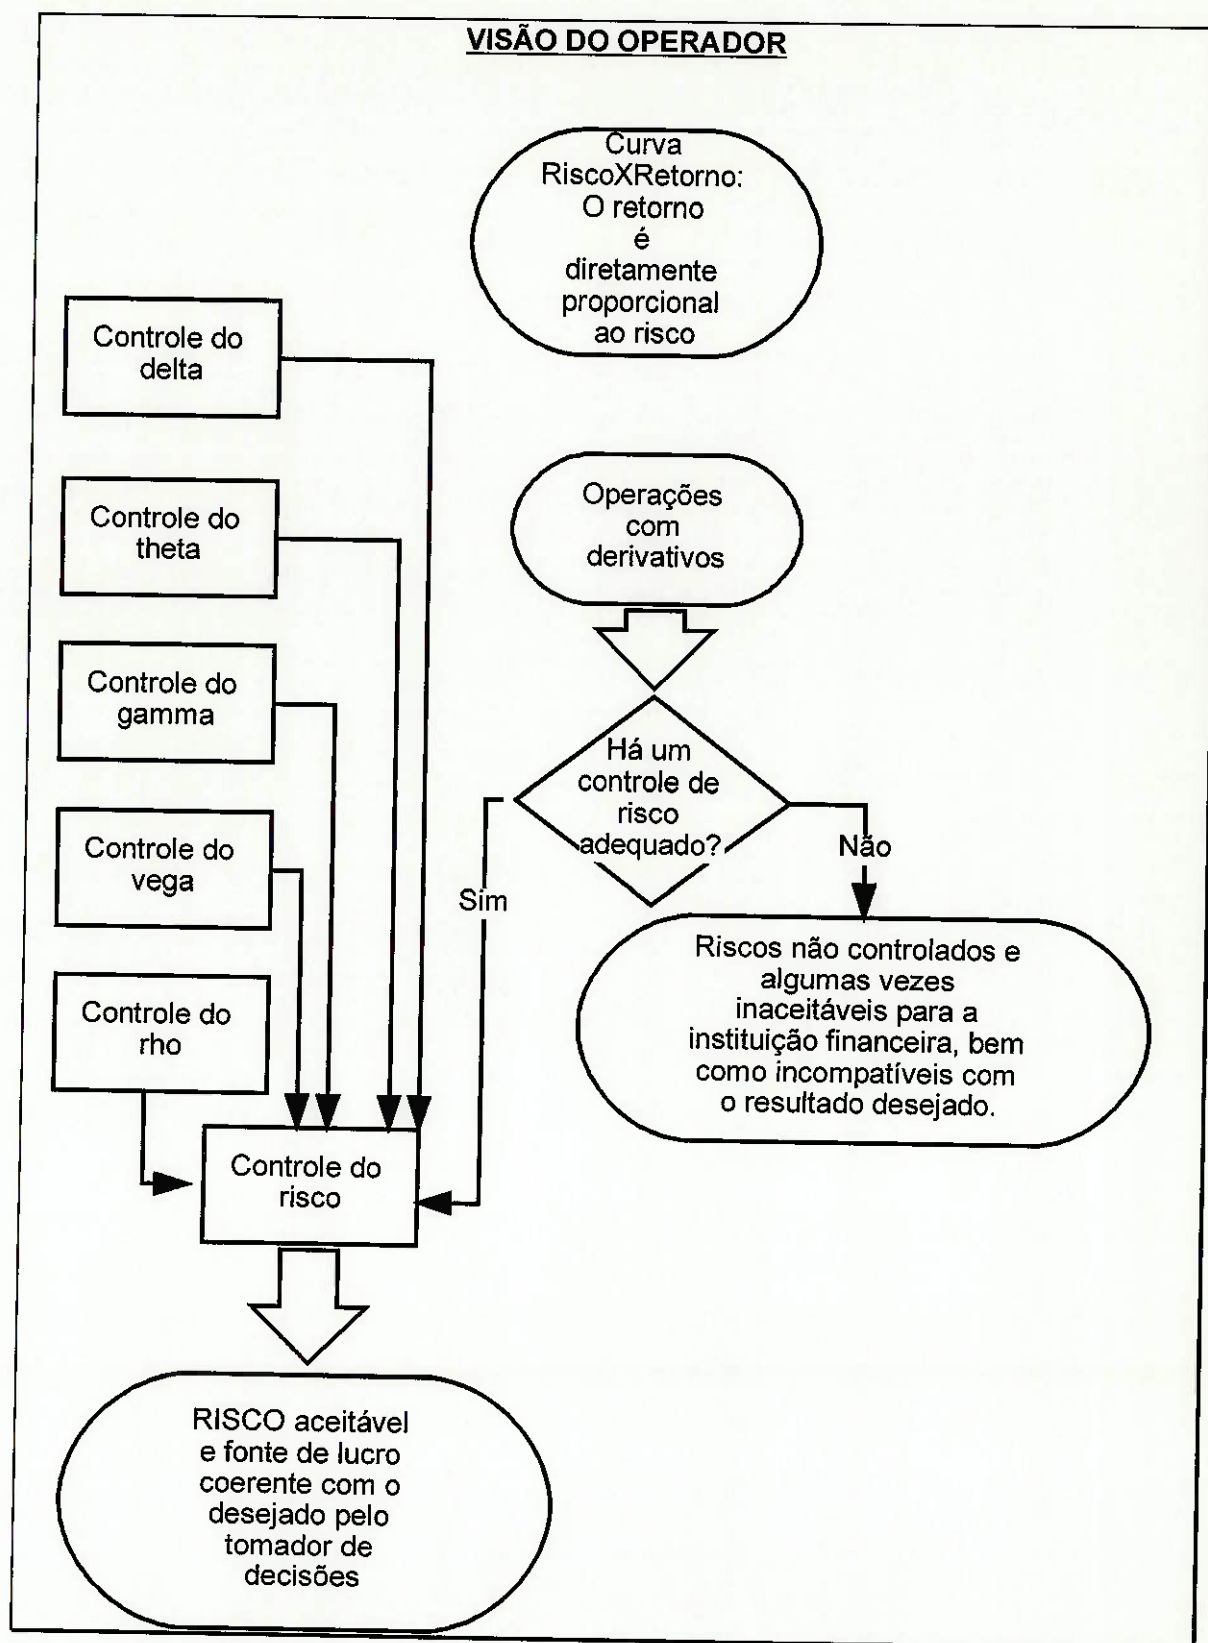 VISÃO DO OPERADOR
Curva
RiscoXRetorno:
O retorno
é
diretamente
proporcional
ao risco
Controle do
delta
Operações
com
derivativos
Controle do
theta
Controle do
gamma
Há um
controle de
risco
adequado?
Não
Sim
Controle do
vega
Riscos não controlados e
algumas vezes
inaceitáveis para a
instituição financeira, bem
como incompatíveis com
o resultado desejado.
Controle do
rho
Controle do
risco
RISCO aceitável
e fonte de lucro
coerente com o
desejado pelo
tomador de
decisões